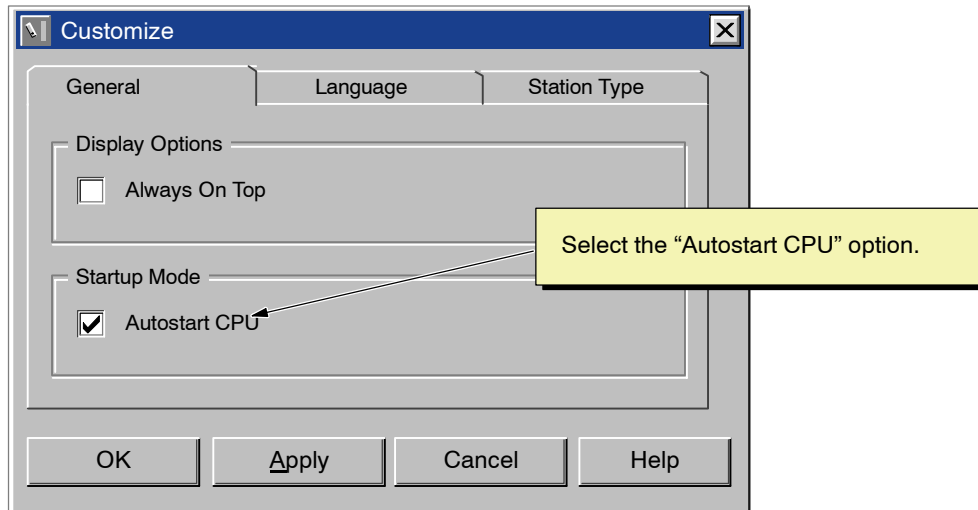 Customize
General
Language
Station Type
Display Options
Always On Top
Select the “Autostart CPU” option.
Startup Mode
Autostart CPU
OK
Apply
Cancel
Help